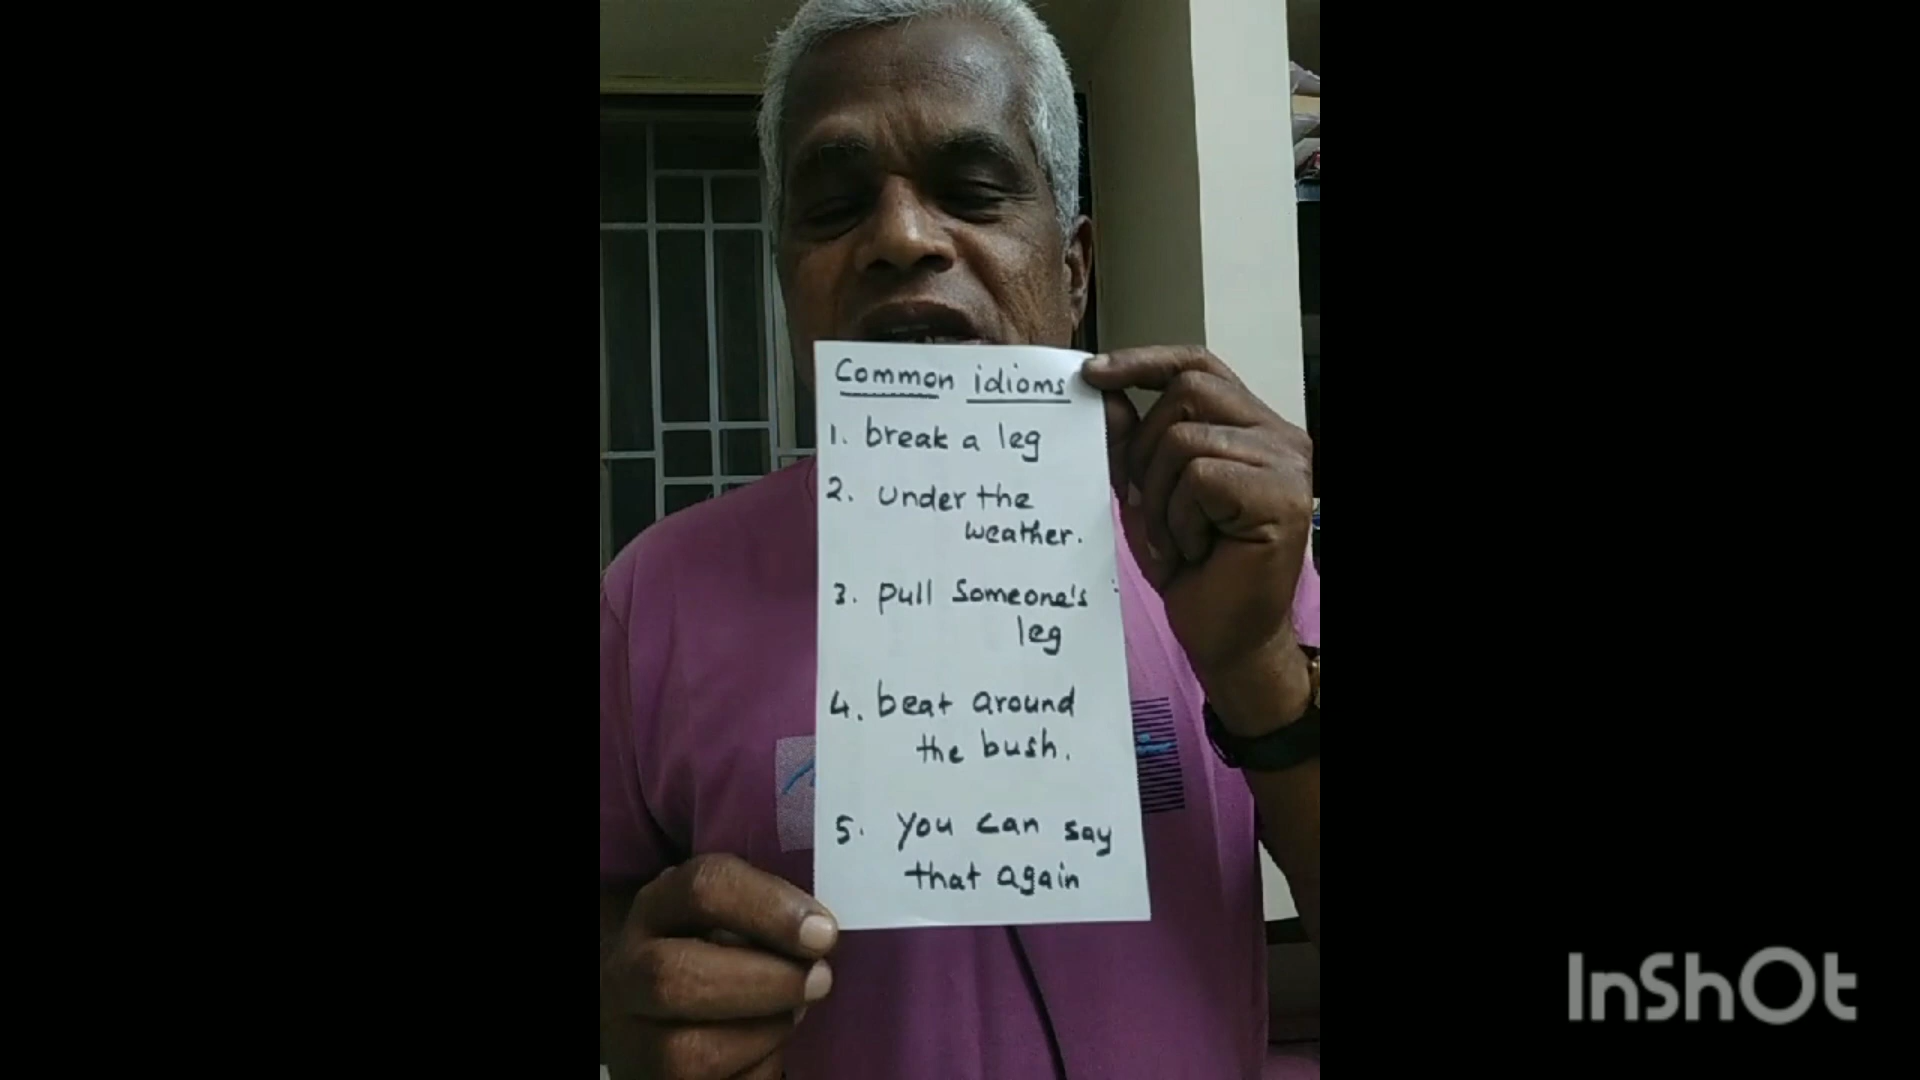 Common idioms
1. break a leg
2. under the
weather.
3. pull someone's
leg
4. beat around
the bush.
5. you can say
that again
InShOt